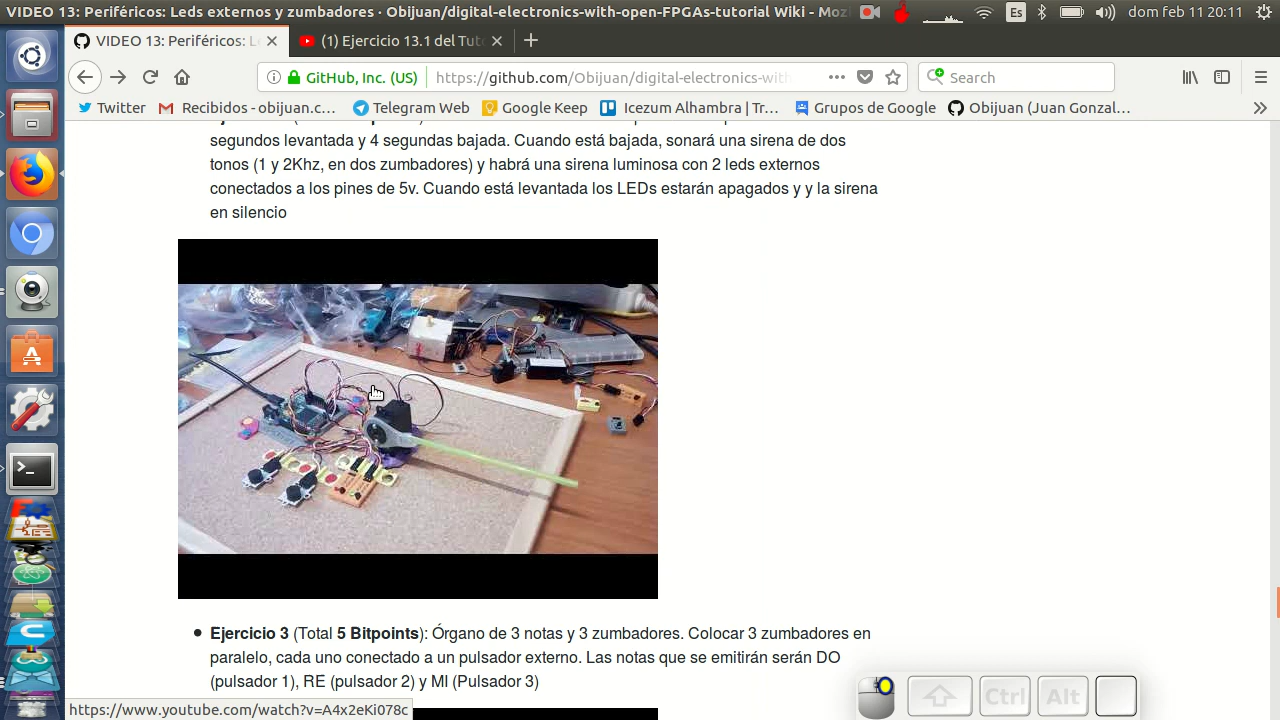 VIDEO 13: Periféricos: Leds externos y zumbadores · Obijuan/digital-electronics-with-open-FPGAs-tutorial Wiki - Moz
Es
dom feb 11 20:11
VIDEO 13: Periféricos: L
(1) Ejercicio 13.1 del Tut
GitHub, Inc. (US)
https://github.com/Obijuan/digital-electronics-with
Search
Twitter
Recibidos - obijuan.c...
Telegram Web
Google Keep
Icezum Alhambra | Tr...
Grupos de Google
Obijuan (Juan Gonzal...
segundos levantada y 4 segundas bajada. Cuando está bajada, sonará una sirena de dos
tonos (1 y 2Khz, en dos zumbadores) y habrá una sirena luminosa con 2 leds externos
conectados a los pines de 5v. Cuando está levantada los LEDs estarán apagados y y la sirena
en silencio
Ejercicio 3 (Total 5 Bitpoints): Órgano de 3 notas y 3 zumbadores. Colocar 3 zumbadores en
paralelo, cada uno conectado a un pulsador externo. Las notas que se emitirán serán DO
(pulsador 1), RE (pulsador 2) y MI (Pulsador 3)
Ctrl
Alt
https://www.youtube.com/watch?v=A4x2eKi078c